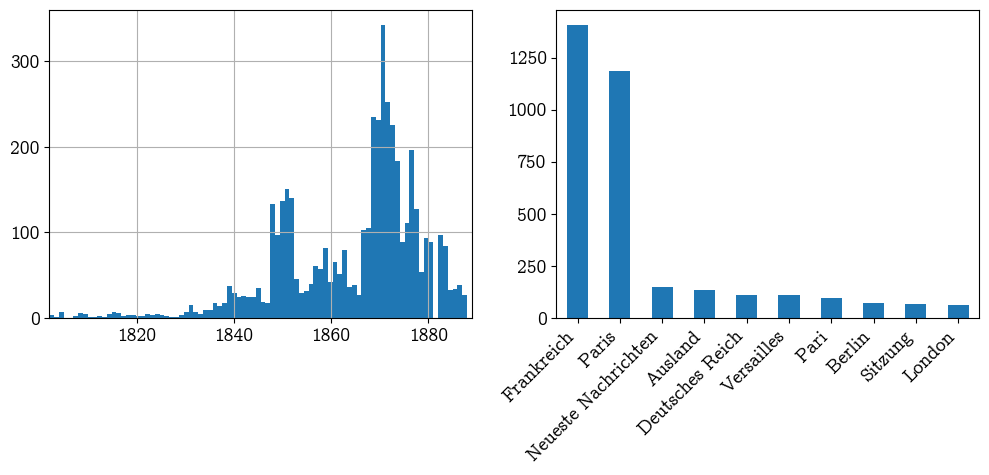 300
200
100
0
1820 1840 1860 1880
1250
1000
750
500
250
0
Frankreich
Paris
Neueste Nachrichten
Ausland
Deutsches Reich
Versailles
Pari
Berlin
Sitzung
London